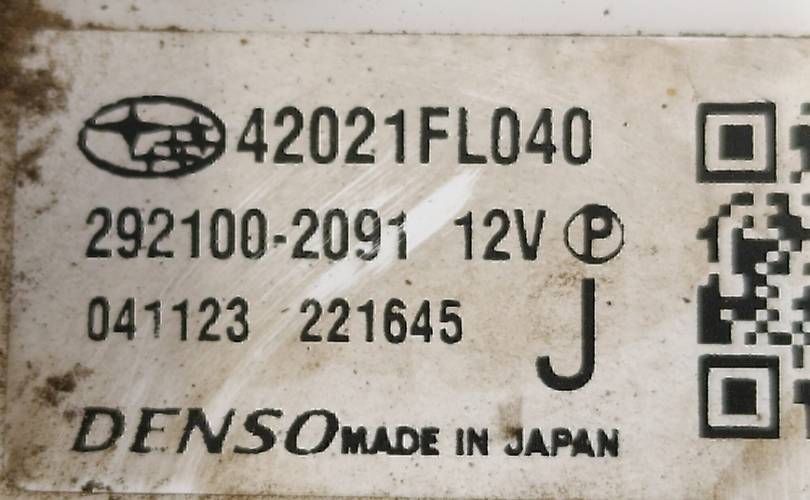 42021FL040
292100-2091 12V P
041123 221645 J
DENSO MADE IN JAPAN